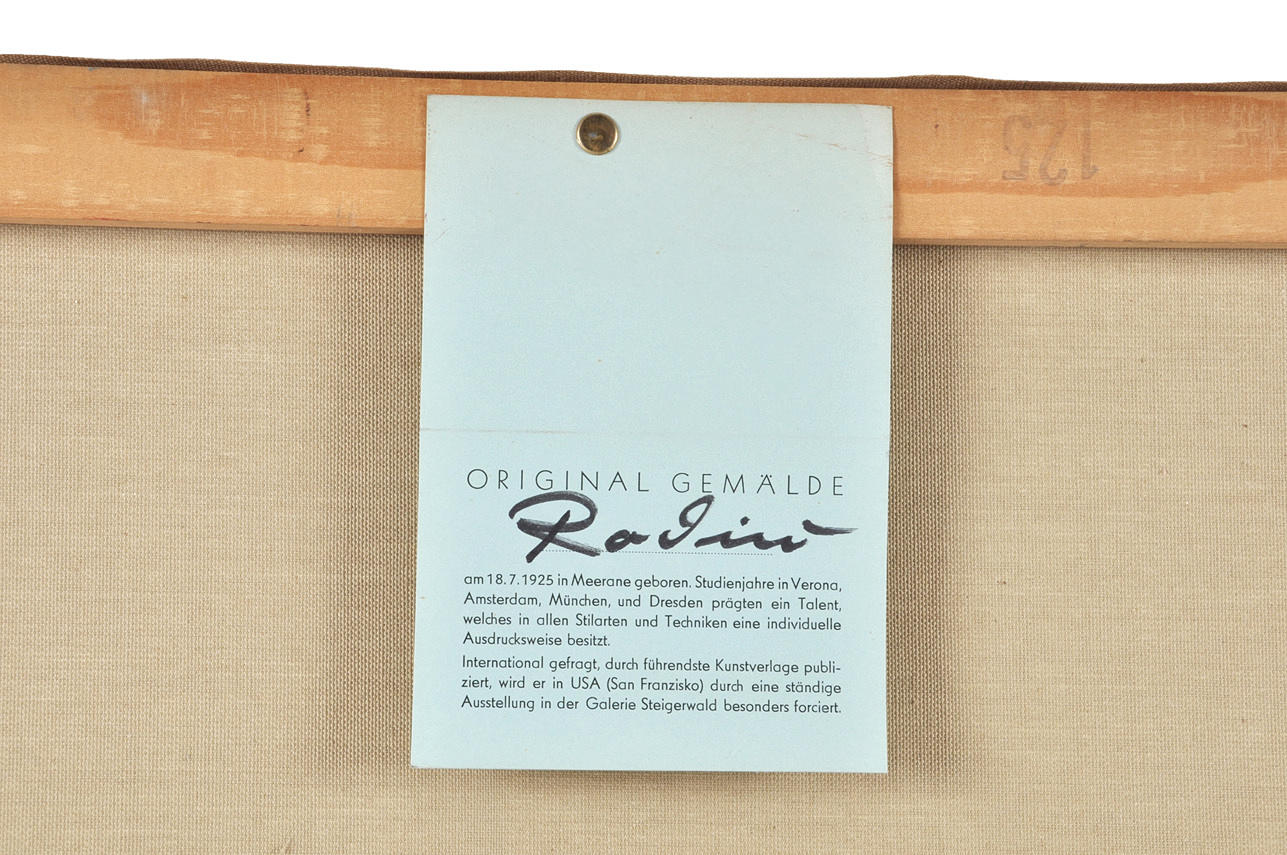 125
ORIGINAL GEMÄLDE
am 18.7.1925 in Meerane geboren. Studienjahre in Verona,
Amsterdam, München, und Dresden prägten ein Talent,
welches in allen Stilarten und Techniken eine individuelle
Ausdrucksweise besitzt.
International gefragt, durch führendste Kunstverlage publi-
ziert, wird er in USA (San Franzisko) durch eine ständige
Ausstellung in der Galerie Steigerwald besonders forciert.